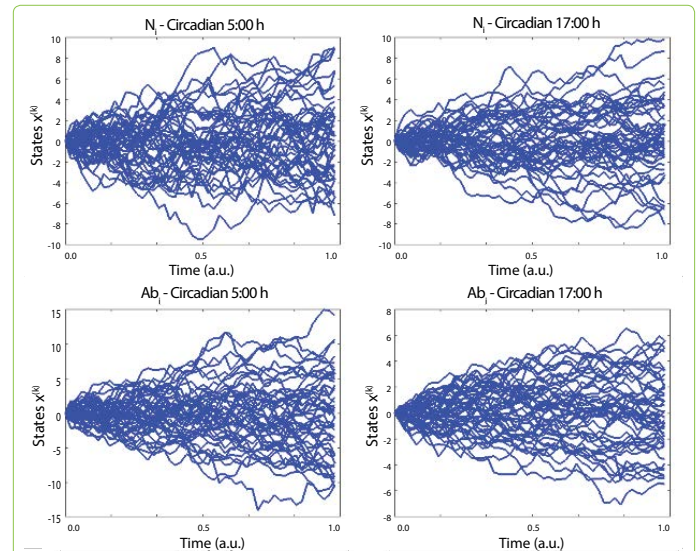 N i - Circadian 5:00 h
10
8
6
4
2
0
-2
-4
-6
-8
-10
States x(k)
0.0 0.5 1.0
Time (a.u.)
N i - Circadian 17:00 h
10
8
6
4
2
0
-2
-4
-6
-8
-10
States x(k)
0.0 0.5 1.0
Time (a.u.)
Ab i - Circadian 5:00 h
15
10
5
0
-5
-10
-15
States x(k)
0.0 0.5 1.0
Time (a.u.)
Ab i - Circadian 17:00 h
8
6
4
2
0
-2
-4
-6
-8
States x(k)
0.0 0.5 1.0
Time (a.u.)